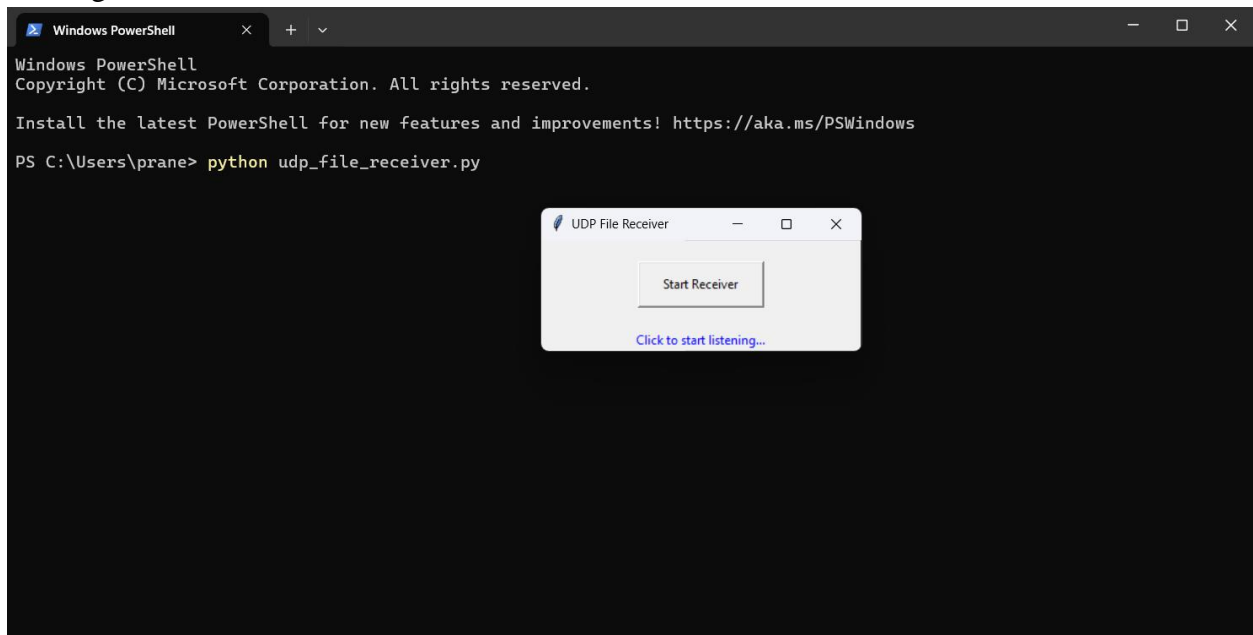 Windows PowerShell
Windows PowerShell
Copyright (C) Microsoft Corporation. All rights reserved.
Install the latest PowerShell for new features and improvements! https://aka.ms/PSWindows
PS C:\Users\prane> python udp_file_receiver.py
UDP File Receiver
Start Receiver
Click to start listening...